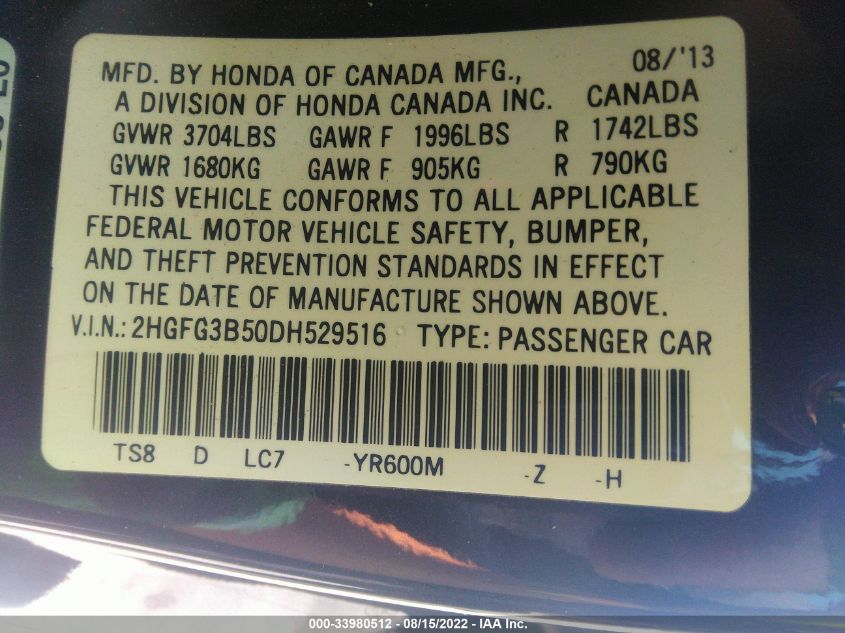 MFD. BY HONDA OF CANADA MFG., 08/'13
A DIVISION OF HONDA CANADA INC. CANADA
GVWR 3704LBS GAWR F 1996LBS R 1742LBS
GVWR 1680KG GAWR F 905KG R 790KG
THIS VEHICLE CONFORMS TO ALL APPLICABLE
FEDERAL MOTOR VEHICLE SAFETY, BUMPER,
AND THEFT PREVENTION STANDARDS IN EFFECT
ON THE DATE OF MANUFACTURE SHOWN ABOVE.
V.I.N.: 2HGFG3B50DH529516 TYPE: PASSENGER CAR
TS8 D LC7 -YR600M -Z -H
000-33980512 - 08/15/2022 - IAA Inc.